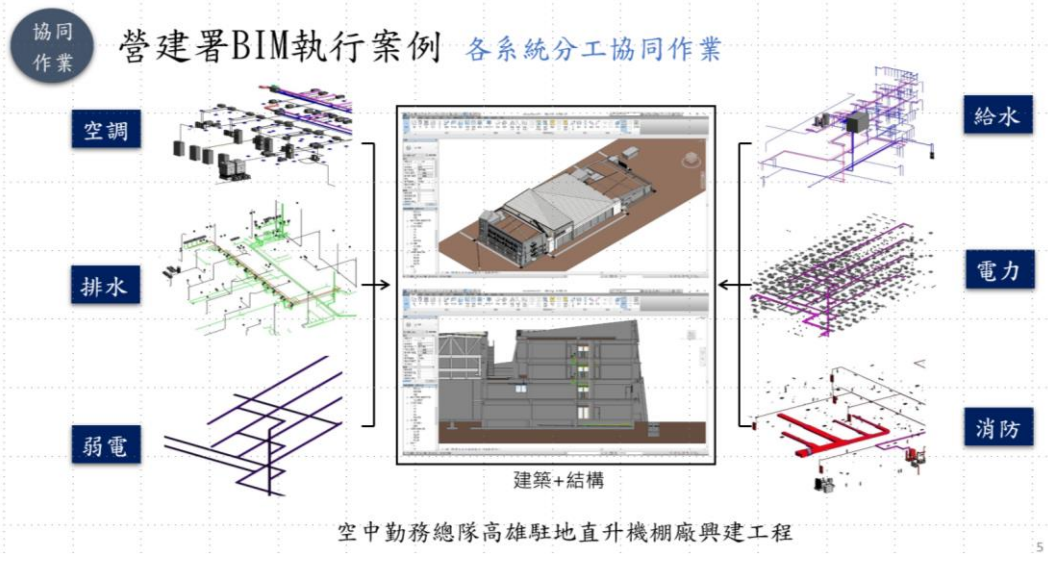 協同
作業
營建署BIM執行案例 各系統分工協同作業
空調
給水
排水
電力
弱電
消防
建築+結構
空中勤務總隊高雄駐地直升機棚廠興建工程
5